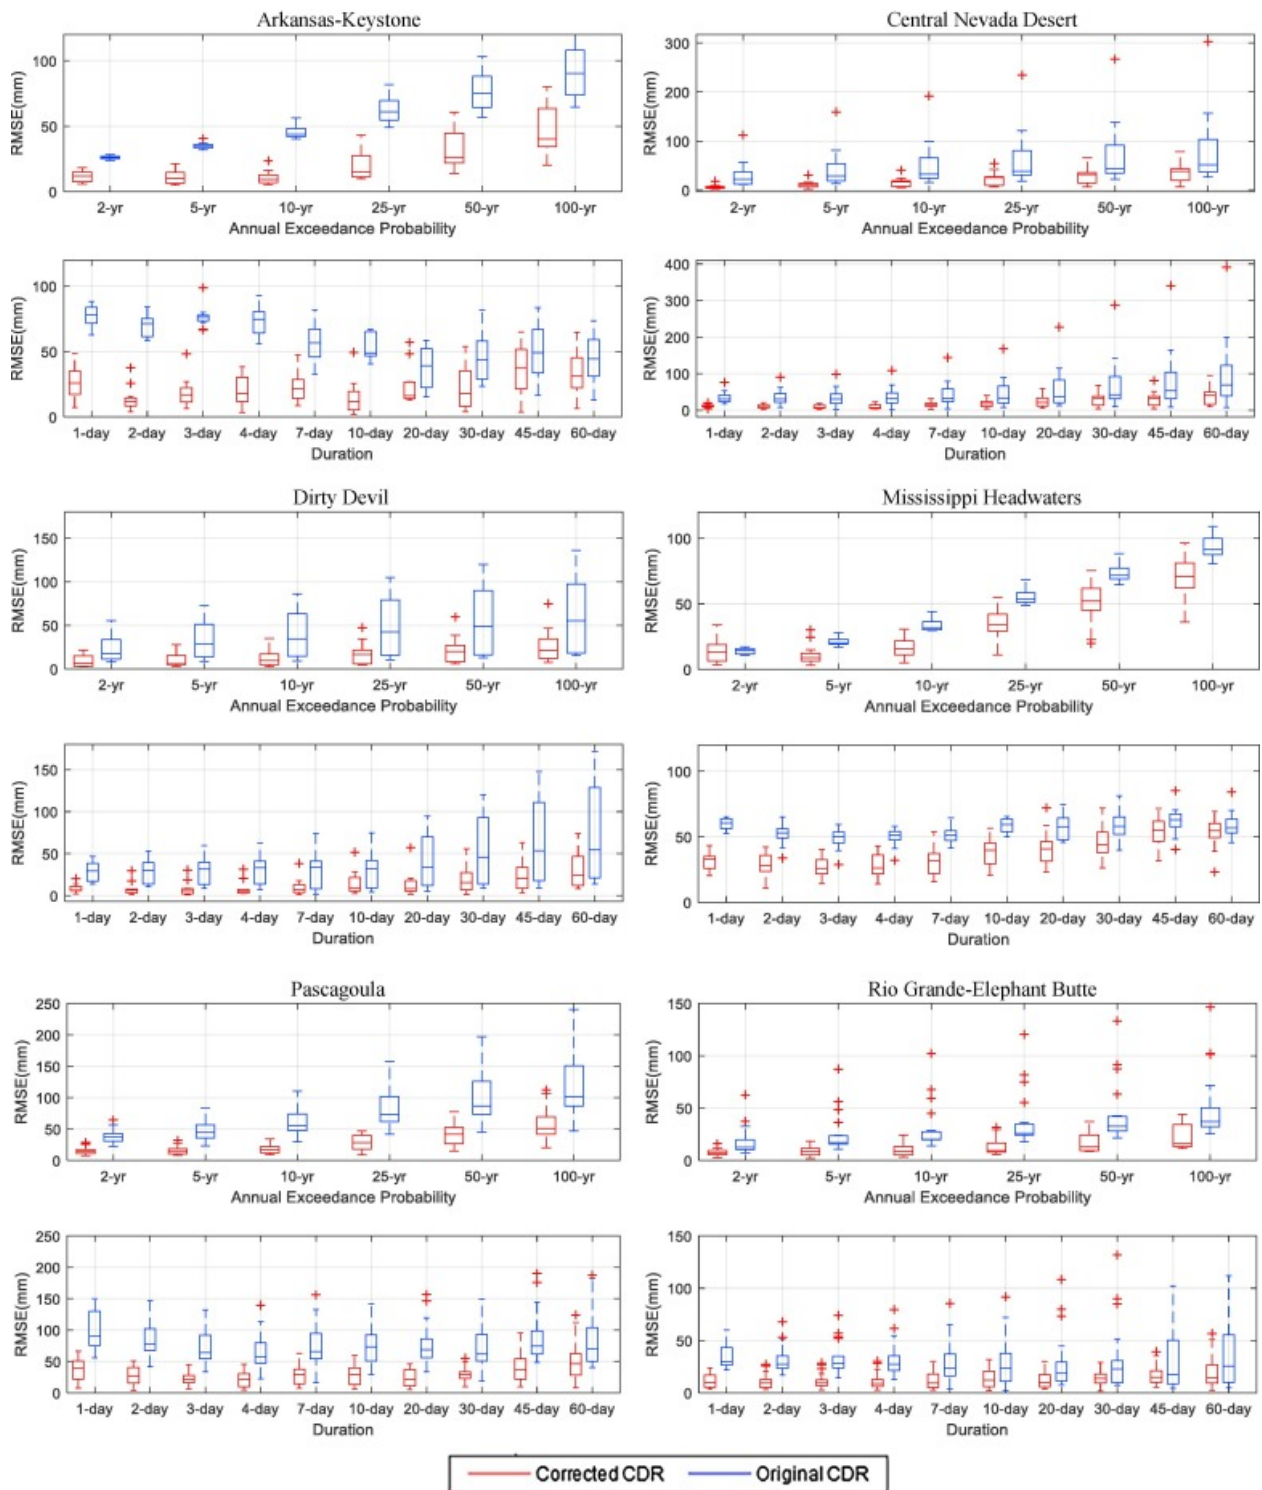 Arkansas-Keystone
RMSE(mm)
100
50
0
2-yr 5-yr 10-yr 25-yr 50-yr 100-yr
Annual Exceedance Probability
RMSE(mm)
100
50
0
1-day 2-day 3-day 4-day 7-day 10-day 20-day 30-day 45-day 60-day
Duration
Central Nevada Desert
RMSE(mm)
300
200
100
0
2-yr 5-yr 10-yr 25-yr 50-yr 100-yr
Annual Exceedance Probability
RMSE(mm)
400
300
200
100
0
1-day 2-day 3-day 4-day 7-day 10-day 20-day 30-day 45-day 60-day
Duration
Dirty Devil
RMSE(mm)
150
100
50
0
2-yr 5-yr 10-yr 25-yr 50-yr 100-yr
Annual Exceedance Probability
RMSE(mm)
150
100
50
0
1-day 2-day 3-day 4-day 7-day 10-day 20-day 30-day 45-day 60-day
Duration
Mississippi Headwaters
RMSE(mm)
100
50
0
2-yr 5-yr 10-yr 25-yr 50-yr 100-yr
Annual Exceedance Probability
RMSE(mm)
100
50
0
1-day 2-day 3-day 4-day 7-day 10-day 20-day 30-day 45-day 60-day
Duration
Pascagoula
RMSE(mm)
250
200
150
100
50
0
2-yr 5-yr 10-yr 25-yr 50-yr 100-yr
Annual Exceedance Probability
RMSE(mm)
250
200
150
100
50
0
1-day 2-day 3-day 4-day 7-day 10-day 20-day 30-day 45-day 60-day
Duration
Rio Grande-Elephant Butte
RMSE(mm)
150
100
50
0
2-yr 5-yr 10-yr 25-yr 50-yr 100-yr
Annual Exceedance Probability
RMSE(mm)
150
100
50
0
1-day 2-day 3-day 4-day 7-day 10-day 20-day 30-day 45-day 60-day
Duration
Corrected CDR Original CDR